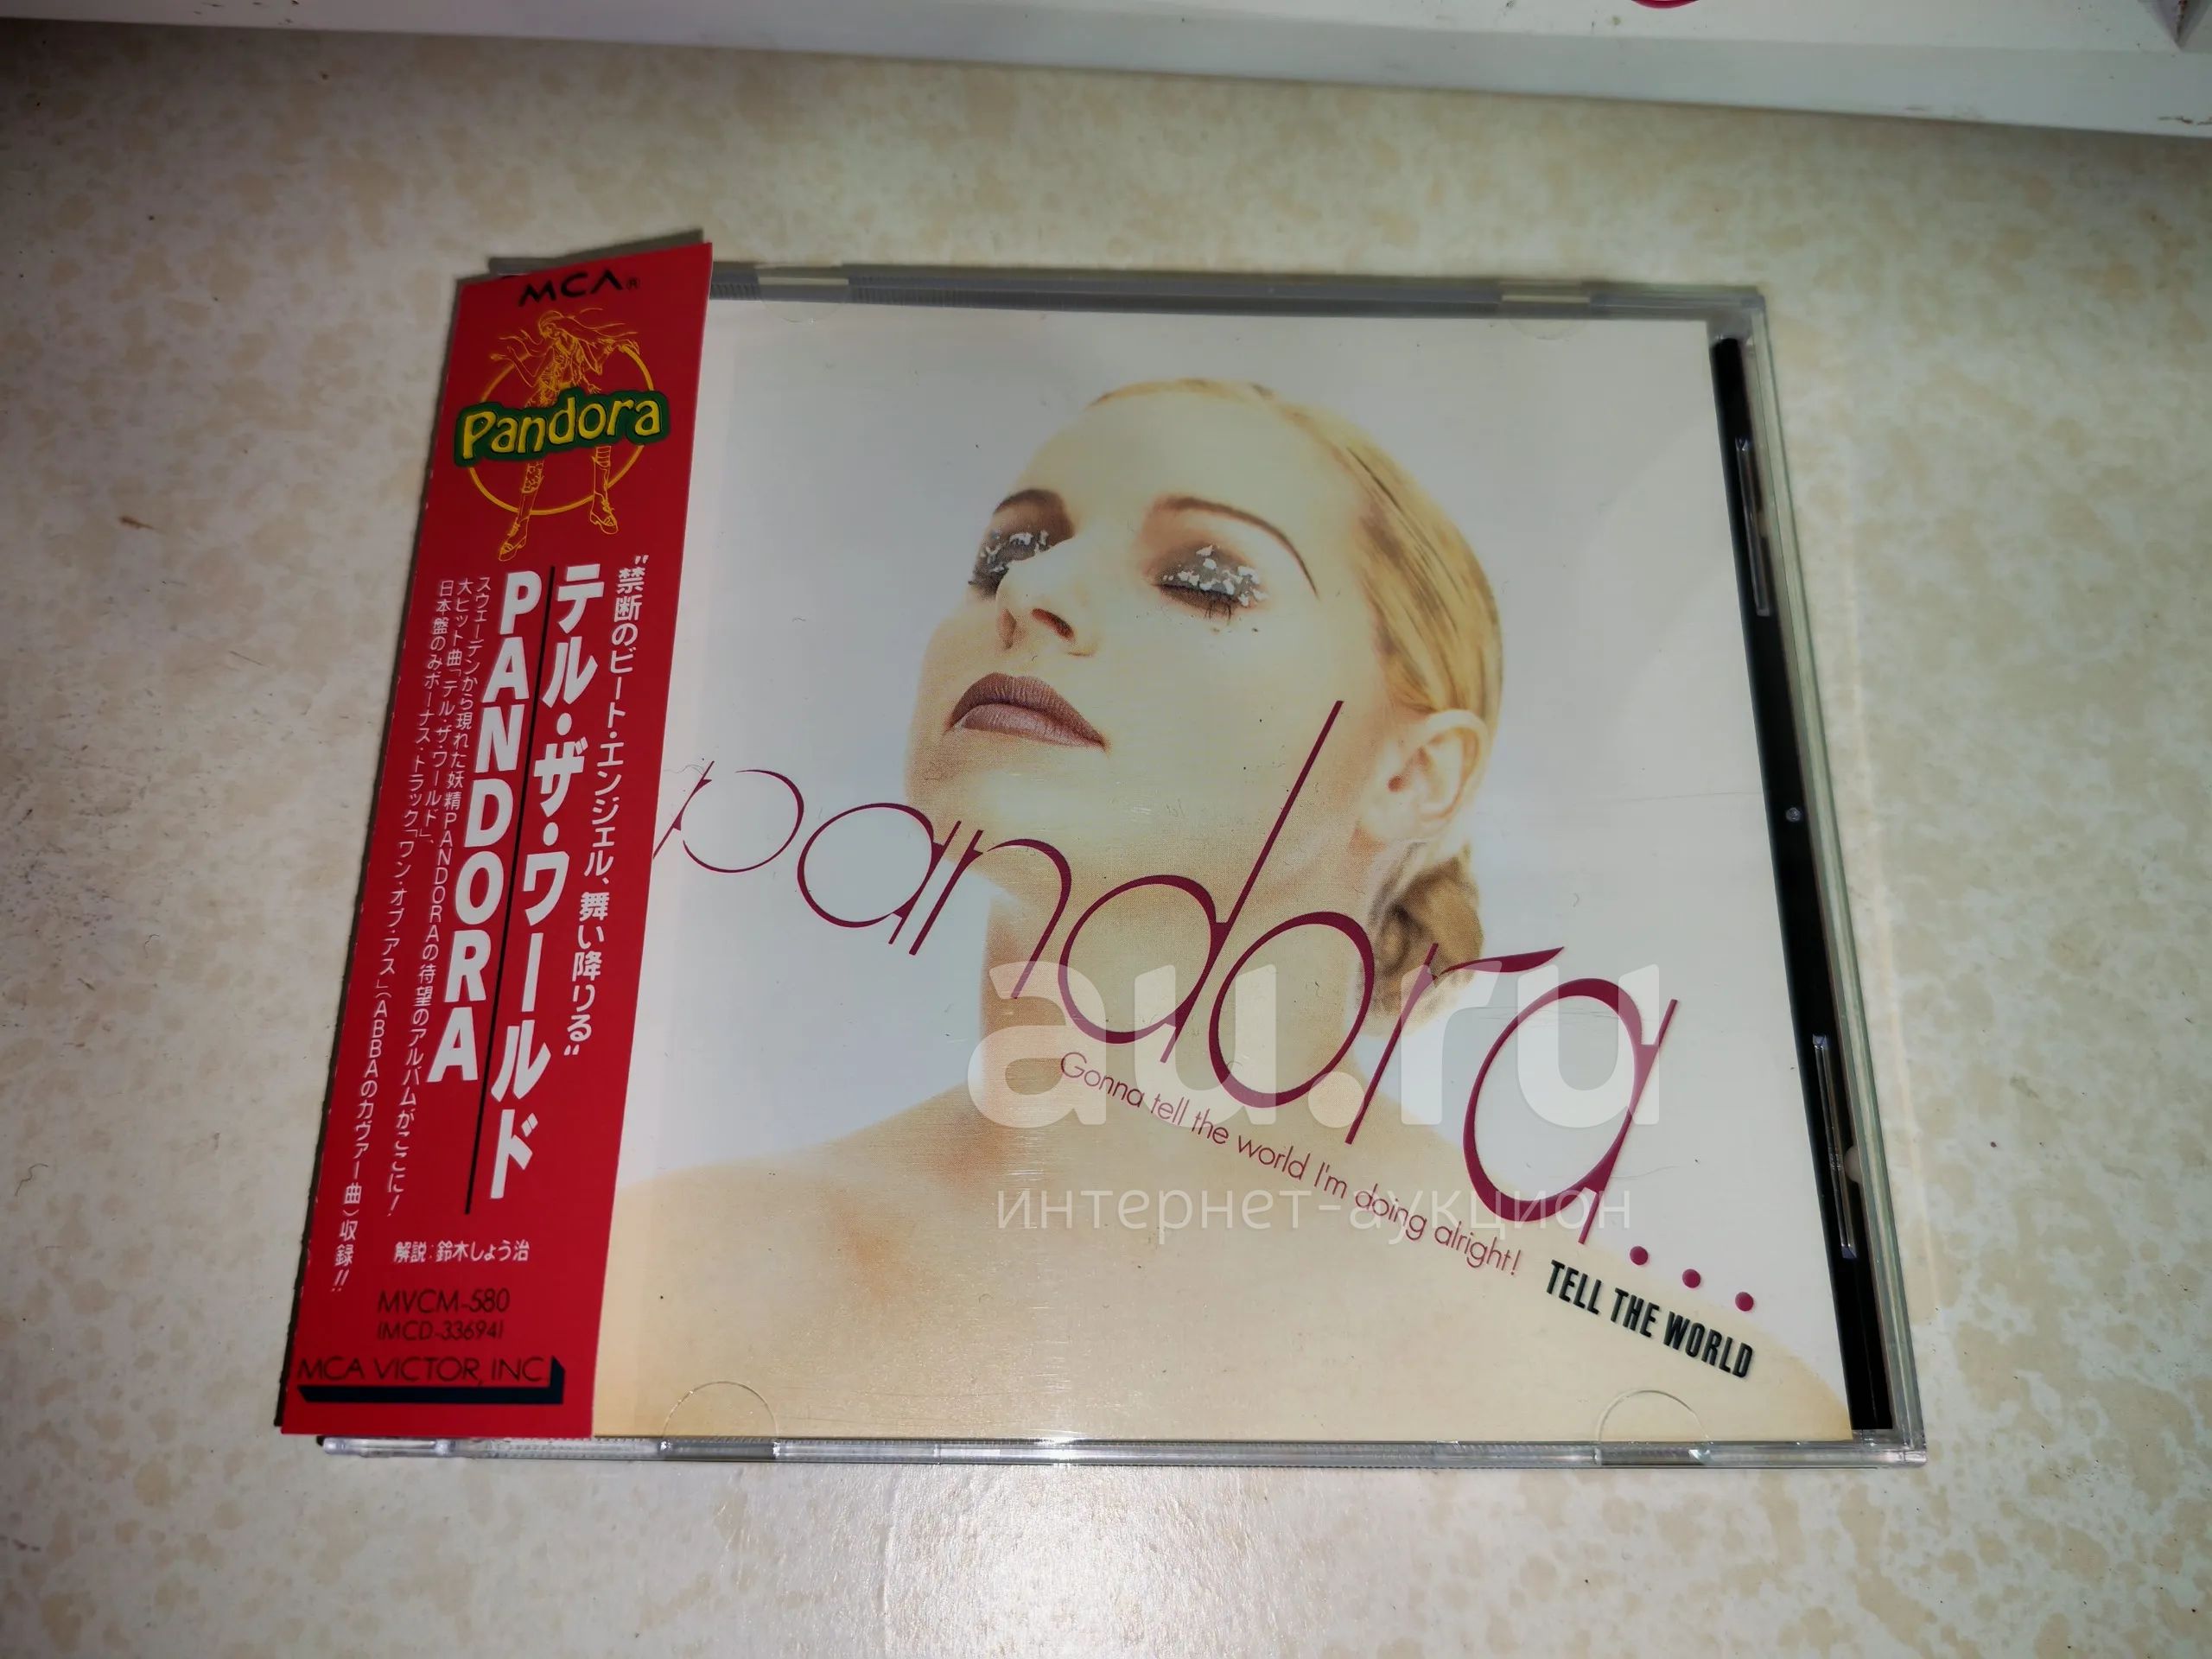 MCA®
Pandora
"禁断のビート・エンジェル、舞い降りる"
テル・ザ・ワールド
PANDORA
スウェーデンから現れた妖精PANDORAの待望のアルバムがここに!
大ヒット曲「テル・ザ・ワールド」、
日本盤のみボーナス・トラック「ワン・オブ・アス」(ABBAのカヴァー曲)収録!!
解説:鈴木しょう治
MVCM-580
(MCD-33694)
MCA VICTOR, INC
pandora...
Gonna tell the world I'm doing alright!
TELL THE WORLD
au.ru
интернет-аукцион